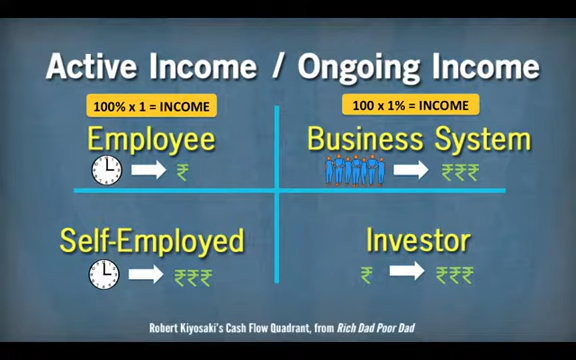 Active Income / Ongoing Income
100% x 1 = INCOME
100 x 1% = INCOME
Employee
Business System
₹
₹₹₹
Self-Employed
Investor
₹₹₹
₹
₹₹₹
Robert Kiyosaki's Cash Flow Quadrant, from Rich Dad Poor Dad